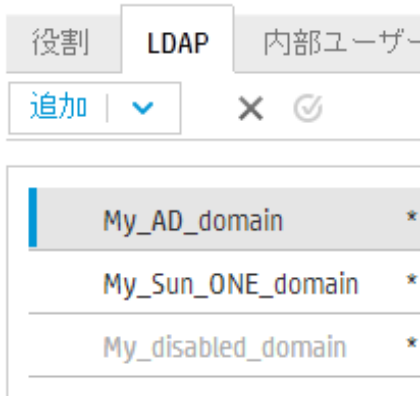 役割 LDAP 内部ユーザー
追加
My_AD_domain *
My_Sun_ONE_domain *
My_disabled_domain *